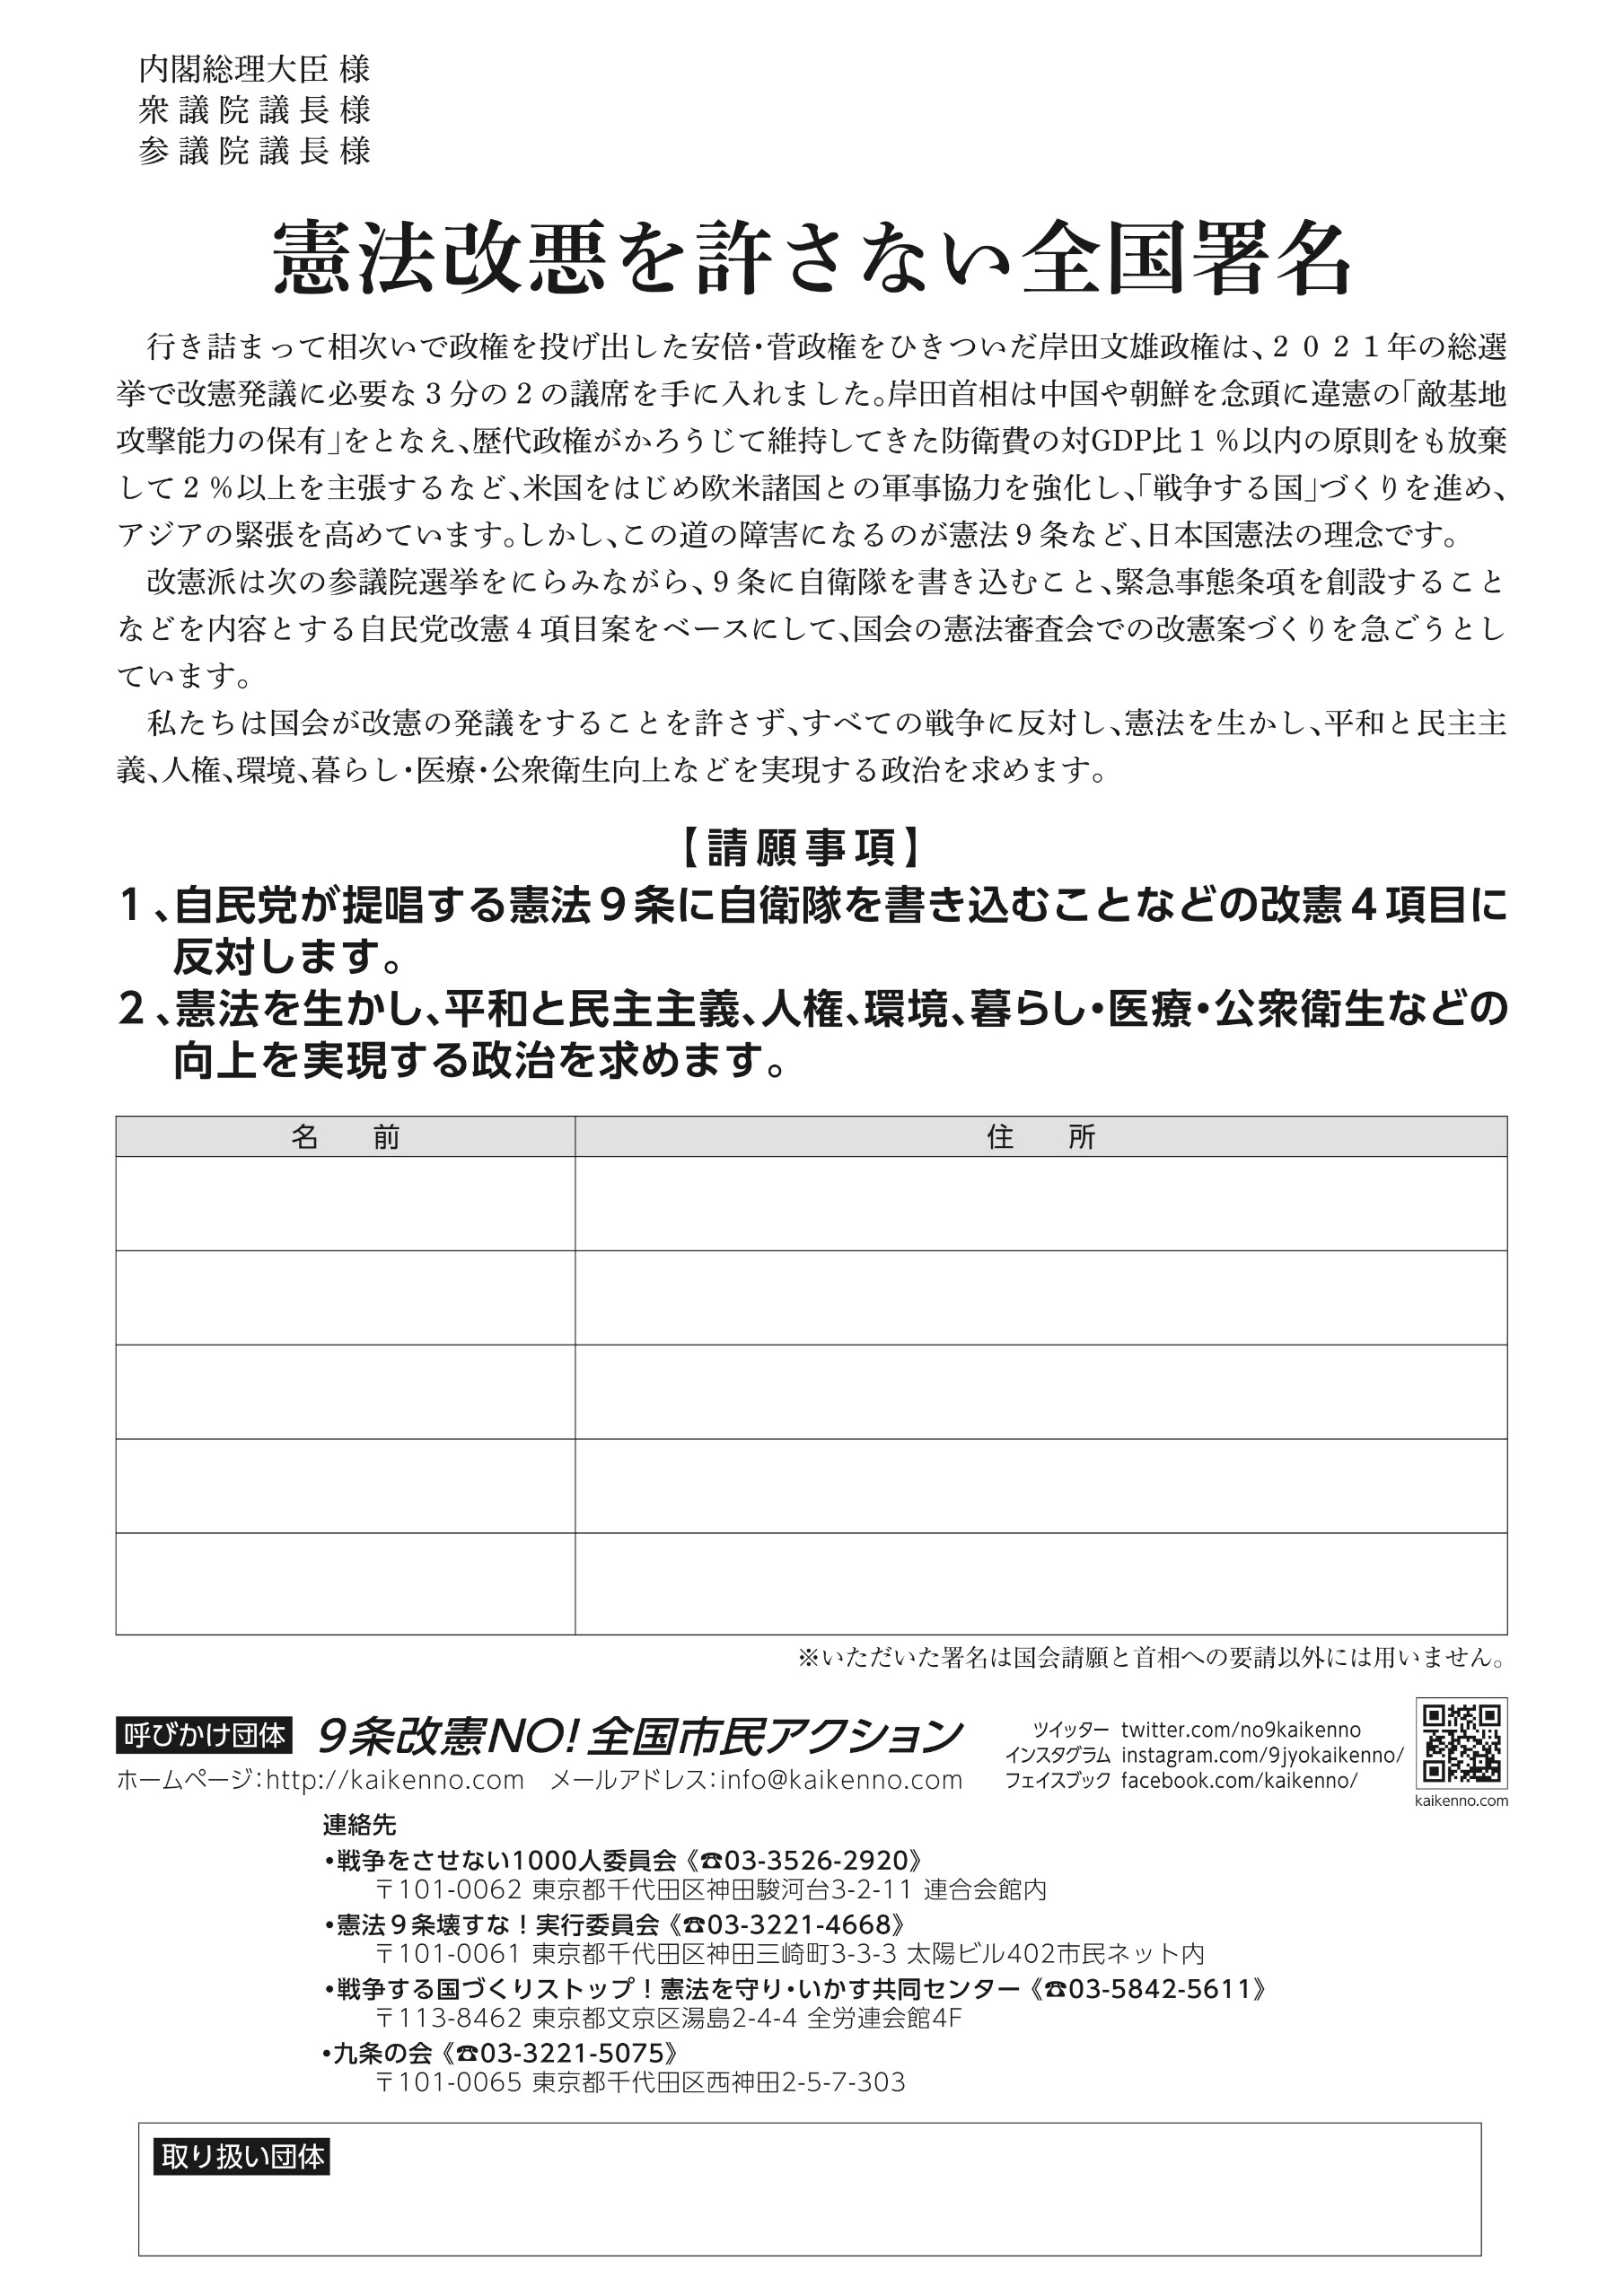 内閣総理大臣 様
衆議院議長様
参議院議長様
憲法改悪を許さない全国署名
行き詰まって相次いで政権を投げ出した安倍・菅政権をひきついだ岸田文雄政権は、２０２１年の総選
挙で改憲発議に必要な３分の２の議席を手に入れました。岸田首相は中国や朝鮮を念頭に違憲の「敵基地
攻撃能力の保有」をとなえ、歴代政権がかろうじて維持してきた防衛費の対GDP比１％以内の原則をも放棄
して２％以上を主張するなど、米国をはじめ欧米諸国との軍事協力を強化し、「戦争する国」づくりを進め、
アジアの緊張を高めています。しかし、この道の障害になるのが憲法９条など、日本国憲法の理念です。
改憲派は次の参議院選挙をにらみながら、９条に自衛隊を書き込むこと、緊急事態条項を創設すること
などを内容とする自民党改憲４項目案をベースにして、国会の憲法審査会での改憲案づくりを急ごうとし
ています。
私たちは国会が改憲の発議をすることを許さず、すべての戦争に反対し、憲法を生かし、平和と民主主
義、人権、環境、暮らし・医療・公衆衛生向上などを実現する政治を求めます。
【請願事項】
１、自民党が提唱する憲法９条に自衛隊を書き込むことなどの改憲４項目に
反対します。
２、憲法を生かし、平和と民主主義、人権、環境、暮らし・医療・公衆衛生などの
向上を実現する政治を求めます。
名　前　住　所
※いただいた署名は国会請願と首相への要請以外には用いません。
呼びかけ団体 ９条改憲NO！全国市民アクション
ホームページ：http://kaikenno.com　メールアドレス：info@kaikenno.com
ツイッター twitter.com/no9kaikenno
インスタグラム instagram.com/9jyokaikenno/
フェイスブック facebook.com/kaikenno/
kaikenno.com
連絡先
・戦争をさせない1000人委員会《☎03-3526-2920》
〒101-0062 東京都千代田区神田駿河台3-2-11 連合会館内
・憲法９条壊すな！実行委員会《☎03-3221-4668》
〒101-0061 東京都千代田区神田三崎町3-3-3 太陽ビル402市民ネット内
・戦争する国づくりストップ！憲法を守り・いかす共同センター《☎03-5842-5611》
〒113-8462 東京都文京区湯島2-4-4 全労連会館4F
・九条の会《☎03-3221-5075》
〒101-0065 東京都千代田区西神田2-5-7-303
取り扱い団体